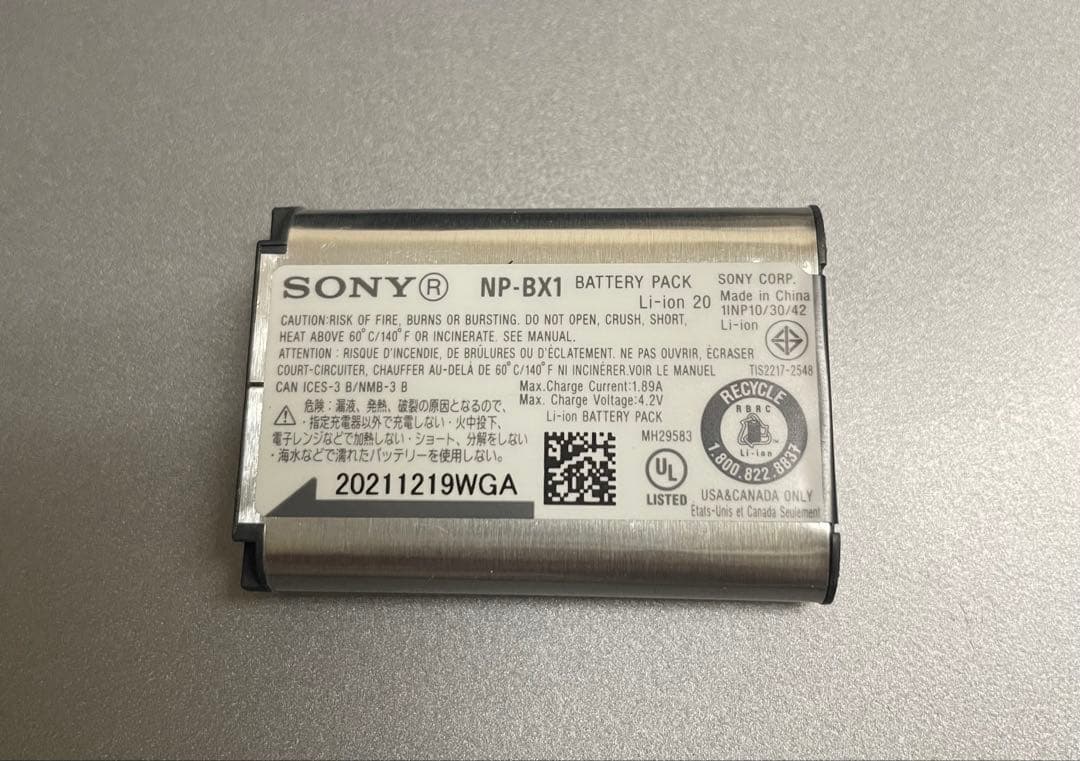 SONY® NP-BX1 BATTERY PACK
Li-ion 20
SONY CORP.
Made in China
1INP10/30/42
Li-ion
CAUTION:RISK OF FIRE, BURNS OR BURSTING. DO NOT OPEN, CRUSH, SHORT,
HEAT ABOVE 60°C/140°F OR INCINERATE. SEE MANUAL.
ATTENTION : RISQUE D'INCENDIE, DE BRÛLURES OU D'ÉCLATEMENT. NE PAS OUVRIR, ÉCRASER
COURT-CIRCUITER, CHAUFFER AU-DELÀ DE 60°C/140°F NI INCINÉRER.VOIR LE MANUEL
TIS2217-2548
CAN ICES-3 B/NMB-3 B
Max.Charge Current:1.89A
Max.Charge Voltage:4.2V
Li-ion BATTERY PACK
危険：漏液、発熱、破裂の原因となるので、
・指定充電器以外で充電しない・火中投下、
電子レンジなどで加熱しない・ショート、分解をしない
・海水などで濡れたバッテリーを使用しない。
20211219WGA
MH29583
UL
LISTED
RECYCLE
RBRC
Li-ion
1.800.822.8837
USA&CANADA ONLY
États-Unis et Canada Seulement